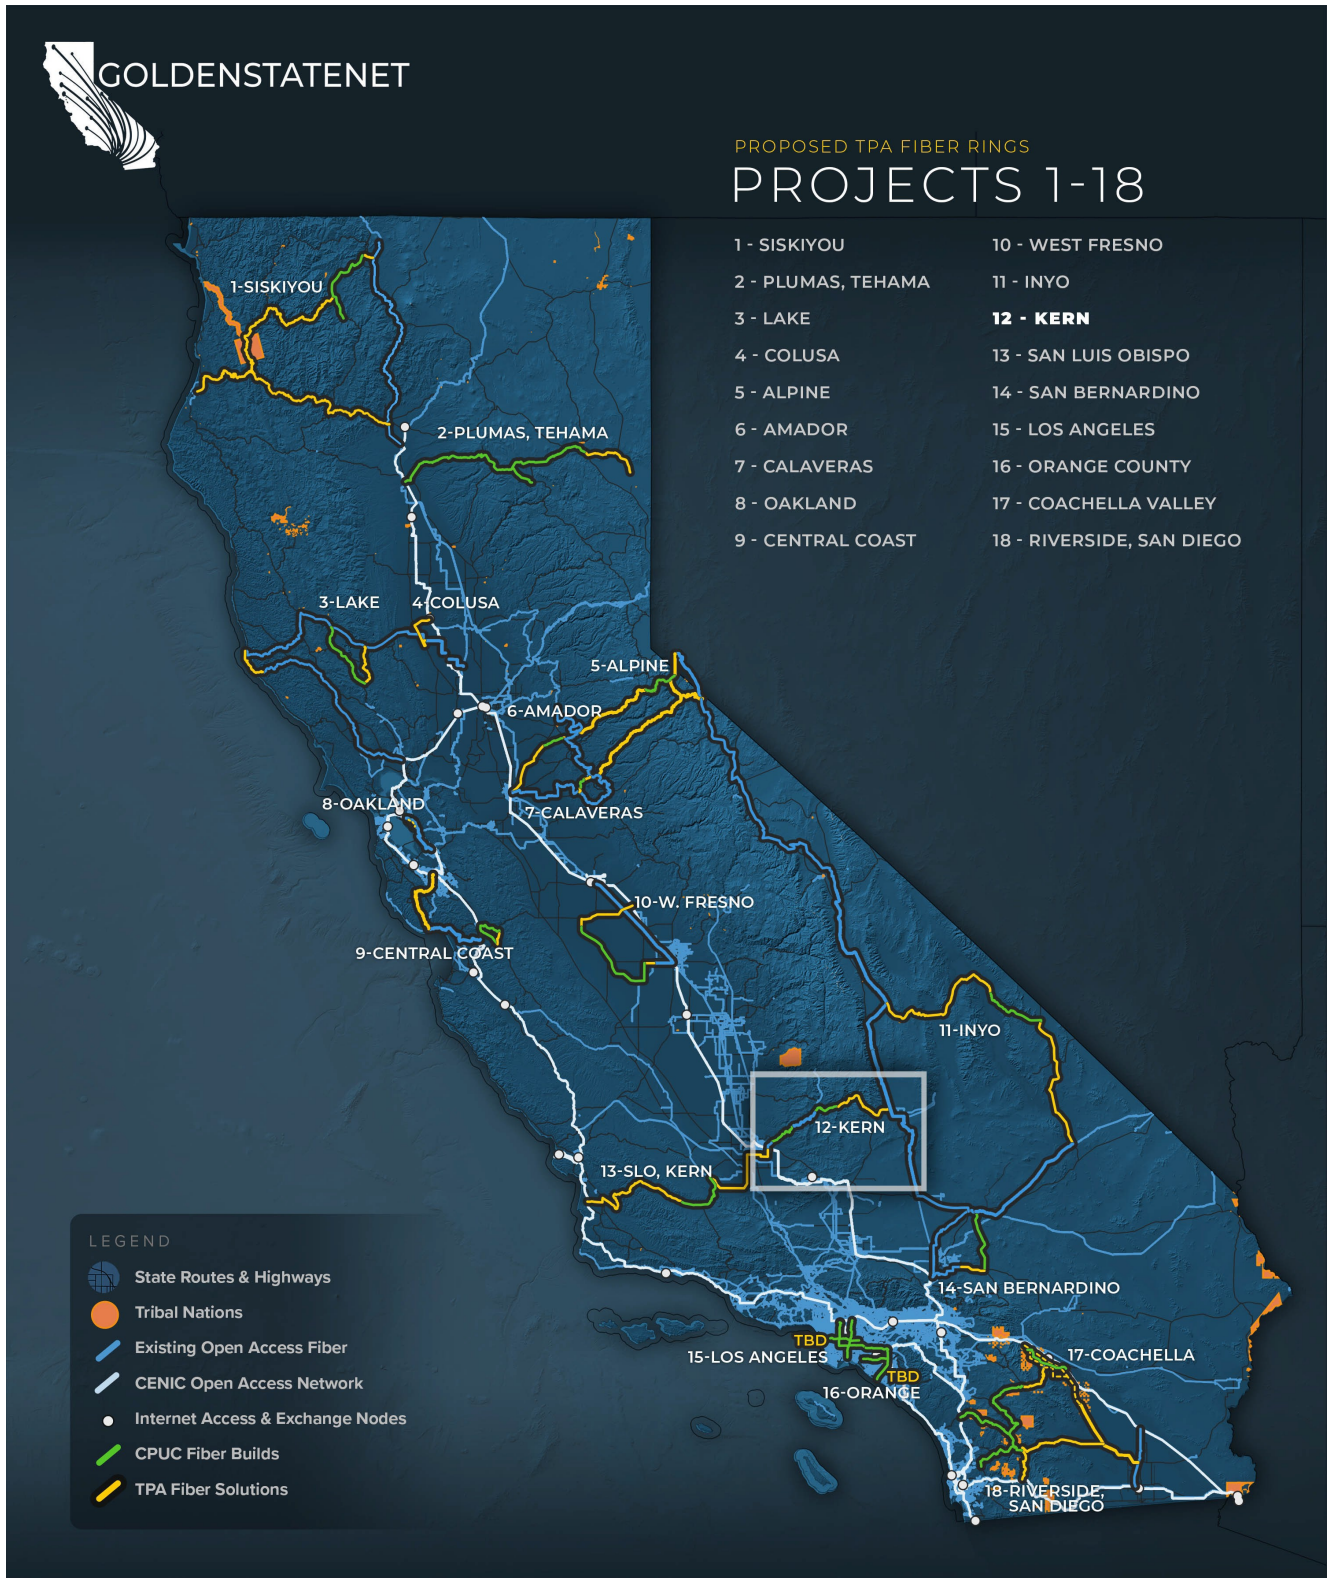 GOLDENSTATENET
PROPOSED TPA FIBER RINGS
PROJECTS 1-18
1 - SISKIYOU
2 - PLUMAS, TEHAMA
3 - LAKE
4 - COLUSA
5 - ALPINE
6 - AMADOR
7 - CALAVERAS
8 - OAKLAND
9 - CENTRAL COAST
10 - WEST FRESNO
11 - INYO
12 - KERN
13 - SAN LUIS OBISPO
14 - SAN BERNARDINO
15 - LOS ANGELES
16 - ORANGE COUNTY
17 - COACHELLA VALLEY
18 - RIVERSIDE, SAN DIEGO
1-SISKIYOU
2-PLUMAS, TEHAMA
3-LAKE
4-COLUSA
5-ALPINE
6-AMADOR
8-OAKLAND
7-CALAVERAS
10-W. FRESNO
9-CENTRAL COAST
11-INYO
12-KERN
13-SLO, KERN
14-SAN BERNARDINO
TBD
15-LOS ANGELES
17-COACHELLA
TBD
16-ORANGE
18-RIVERSIDE,
SAN DIEGO
LEGEND
State Routes & Highways
Tribal Nations
Existing Open Access Fiber
CENIC Open Access Network
Internet Access & Exchange Nodes
CPUC Fiber Builds
TPA Fiber Solutions